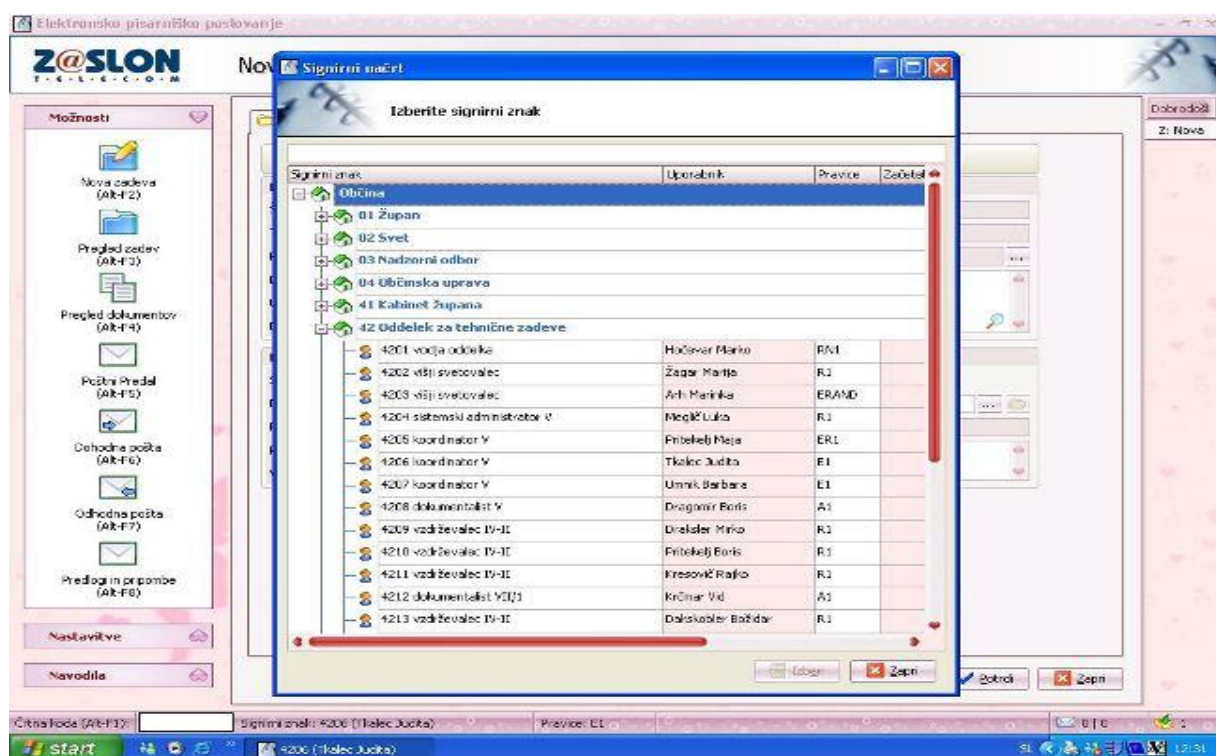 Elektronsko pisarniško poslovanje
Z@SLON
T·E·L·E·C·O·M
Nov
Signirni načrt
Izberite signirni znak
Možnosti
Nova zadeva
(Alt-F2)
Pregled zadev
(Alt-F3)
Pregled dokumentov
(Alt-F4)
Poštni Predal
(Alt-F5)
Dohodna pošta
(Alt-F6)
Odhodna pošta
(Alt-F7)
Predlogi in pripombe
(Alt-F8)
Nastavitve
Navodila
Signirni znak Uporabnik Pravice Začetel
Občina
01 Župan
02 Svet
03 Nadzorni odbor
04 Občinska uprava
41 Kabinet župana
42 Oddelek za tehnične zadeve
4201 vodja oddelka Hočevar Marko RN1
4202 višji svetovalec Žagar Marija R1
4203 višji svetovalec Arh Marinka ERAND
4204 sistemski administrator V Meglič Luka R1
4205 koordinator V Pritekelj Maja ER1
4206 koordinator V Tkalec Judita E1
4207 koordinator V Umnik Barbara E1
4208 dokumentalist V Dragomir Boris A1
4209 vzdrževalec IV-II Draksler Mirko R1
4210 vzdrževalec IV-II Pritekelj Boris R1
4211 vzdrževalec IV-II Kresovič Rajko R1
4212 dokumentalist VII/1 Krčmar Vid A1
4213 vzdrževalec IV-II Dakskobler Božidar R1
Izberi Zapri
Potrdi Zapri
Dobrodošli
Z: Nova
Črtna koda (Alt-F1): Signirni znak: 4206 (Tkalec Judita) Pravice: E1 0 | 0 1
start 4206 (Tkalec Judita) SL 12:31